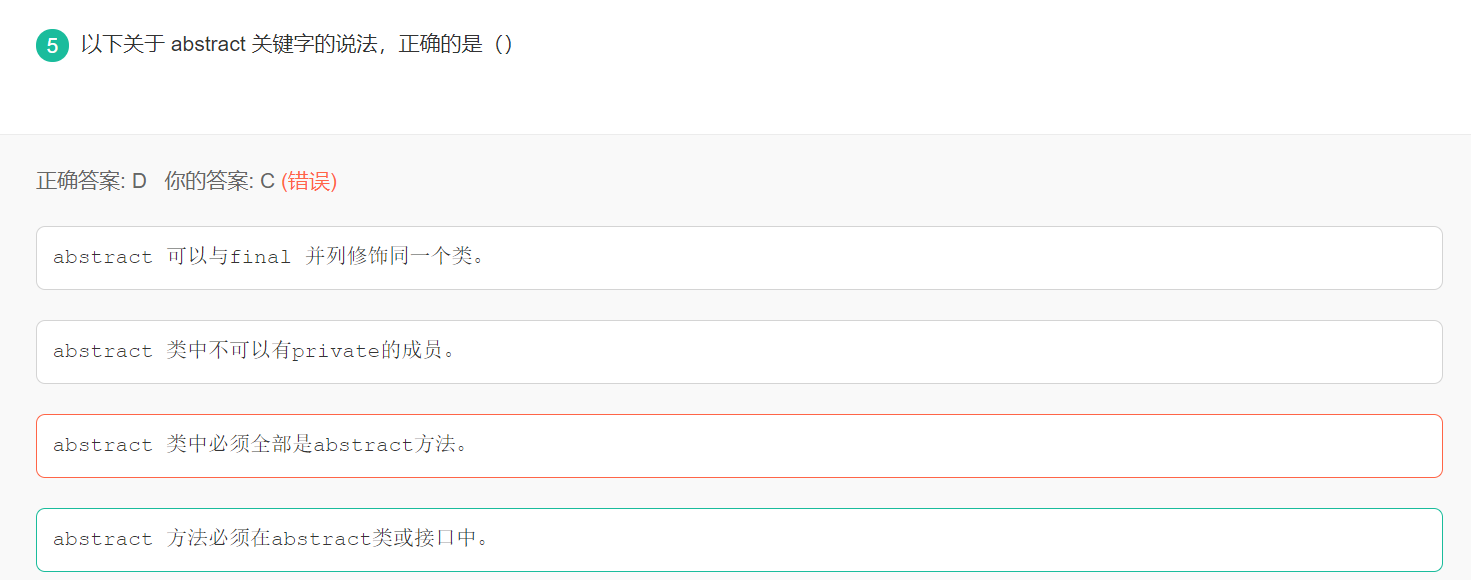 5 以下关于 abstract 关键字的说法，正确的是（）
正确答案: D 你的答案: C (错误)
abstract 可以与final 并列修饰同一个类。
abstract 类中不可以有private的成员。
abstract 类中必须全部是abstract方法。
abstract 方法必须在abstract类或接口中。